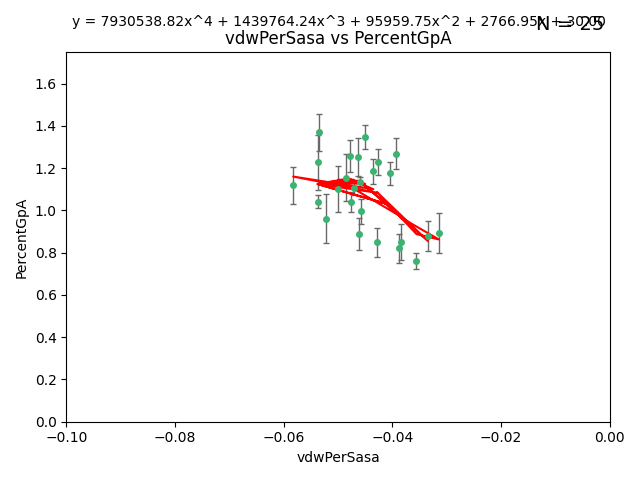 y = 7930538.82x^4 + 1439764.24x^3 + 95959.75x^2 + 2766.95x + 30.00
N = 25
vdwPerSasa vs PercentGpA
1.6
1.4
1.2
1.0
0.8
0.6
0.4
0.2
0.0
PercentGpA
−0.10 −0.08 −0.06 −0.04 −0.02 0.00
vdwPerSasa